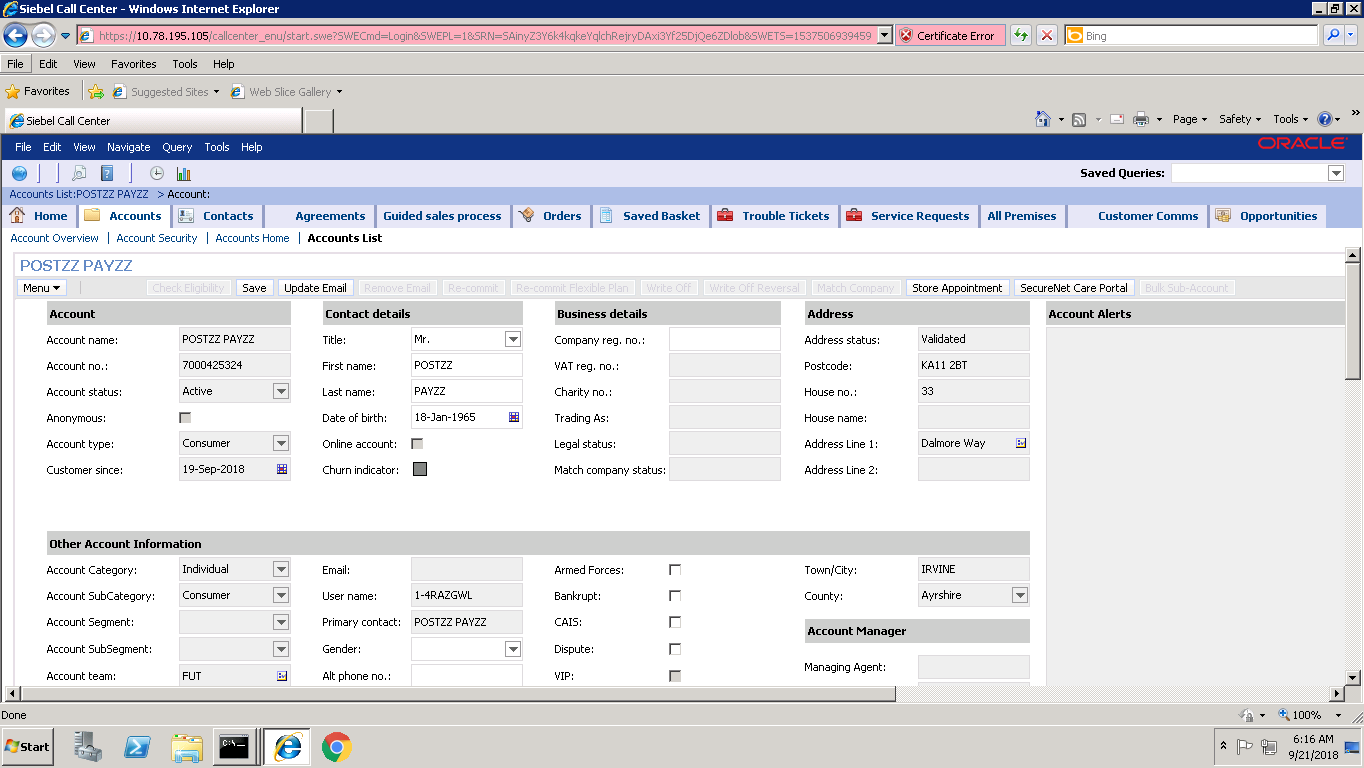 Siebel Call Center - Windows Internet Explorer
https://10.78.195.105/callcenter_enu/start.swe?SWECmd=Login&SWEPL=1&SRN=SAinyZ3Y6k4kqkeYqlchRejryDAxi3Yf25DjQe6ZDlob&SWETS=1537506939459 Certificate Error Bing
File Edit View Favorites Tools Help
Favorites Suggested Sites Web Slice Gallery
Siebel Call Center Page Safety Tools
File Edit View Navigate Query Tools Help ORACLE
Saved Queries:
Accounts List:POSTZZ PAYZZ > Account:
Home Accounts Contacts Agreements Guided sales process Orders Saved Basket Trouble Tickets Service Requests All Premises Customer Comms Opportunities
Account Overview Account Security Accounts Home Accounts List
POSTZZ PAYZZ
Menu Check Eligibility Save Update Email Remove Email Re-commit Re-commit Flexible Plan Write Off Write Off Reversal Match Company Store Appointment SecureNet Care Portal Bulk Sub-Account
Account Contact details Business details Address Account Alerts
Account name: POSTZZ PAYZZ Title: Mr. Company reg. no.: Address status: Validated
Account no.: 7000425324 First name: POSTZZ VAT reg. no.: Postcode: KA11 2BT
Account status: Active Last name: PAYZZ Charity no.: House no.: 33
Anonymous: Date of birth: 18-Jan-1965 Trading As: House name:
Account type: Consumer Online account: Legal status: Address Line 1: Dalmore Way
Customer since: 19-Sep-2018 Churn indicator: Match company status: Address Line 2:
Other Account Information
Account Category: Individual Email: Armed Forces: Town/City: IRVINE
Account SubCategory: Consumer User name: 1-4RAZGWL Bankrupt: County: Ayrshire
Account Segment: Primary contact: POSTZZ PAYZZ CAIS: Account Manager
Account SubSegment: Gender: Dispute:
Account team: FUT Alt phone no.: VIP: Managing Agent:
Done 100%
Start 6:16 AM
9/21/2018